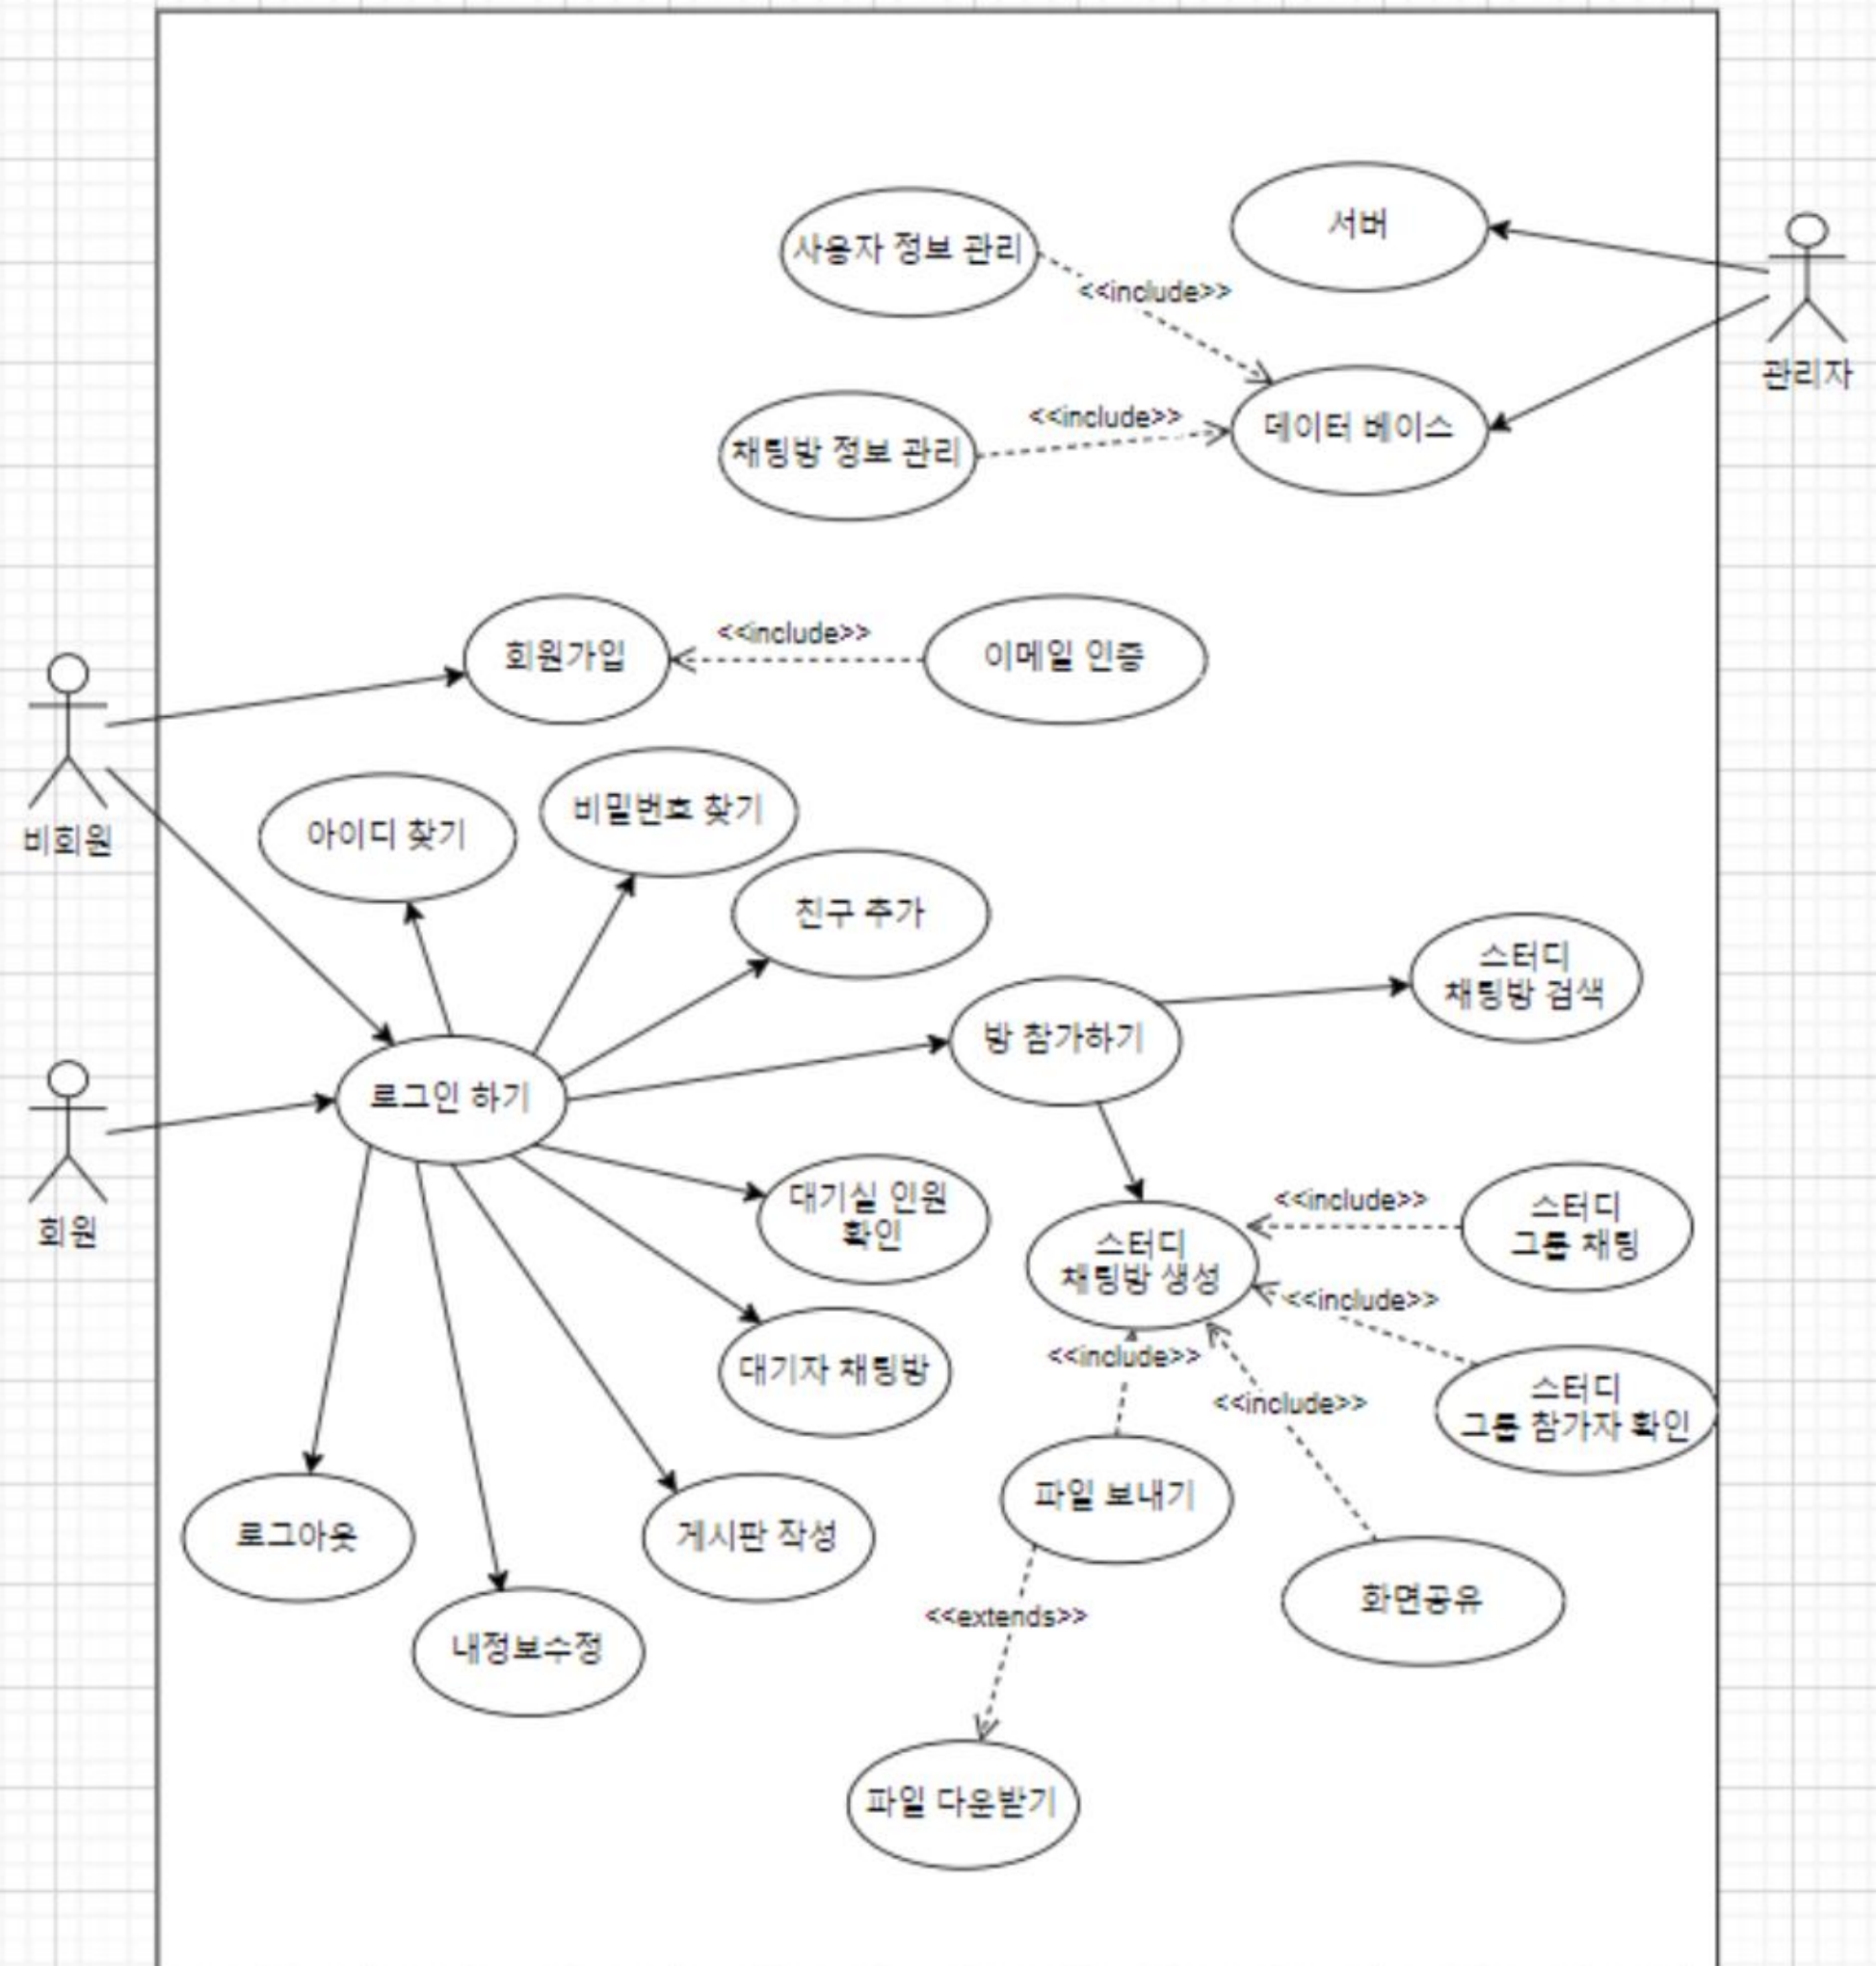 서버
사용자 정보 관리
<<include>>
관리자
<<include>>
데이터 베이스
채팅방 정보 관리
<<include>>
회원가입
이메일 인증
비회원
비밀번호 찾기
아이디 찾기
친구 추가
스터디
채팅방 검색
방 참가하기
로그인 하기
회원
대기실 인원
확인
<<include>>
스터디
그룹 채팅
스터디
채팅방 생성
<<include>>
<<include>>
대기자 채팅방
<<include>>
스터디
그룹 참가자 확인
파일 보내기
로그아웃
게시판 작성
화면공유
<<extends>>
내정보수정
파일 다운받기